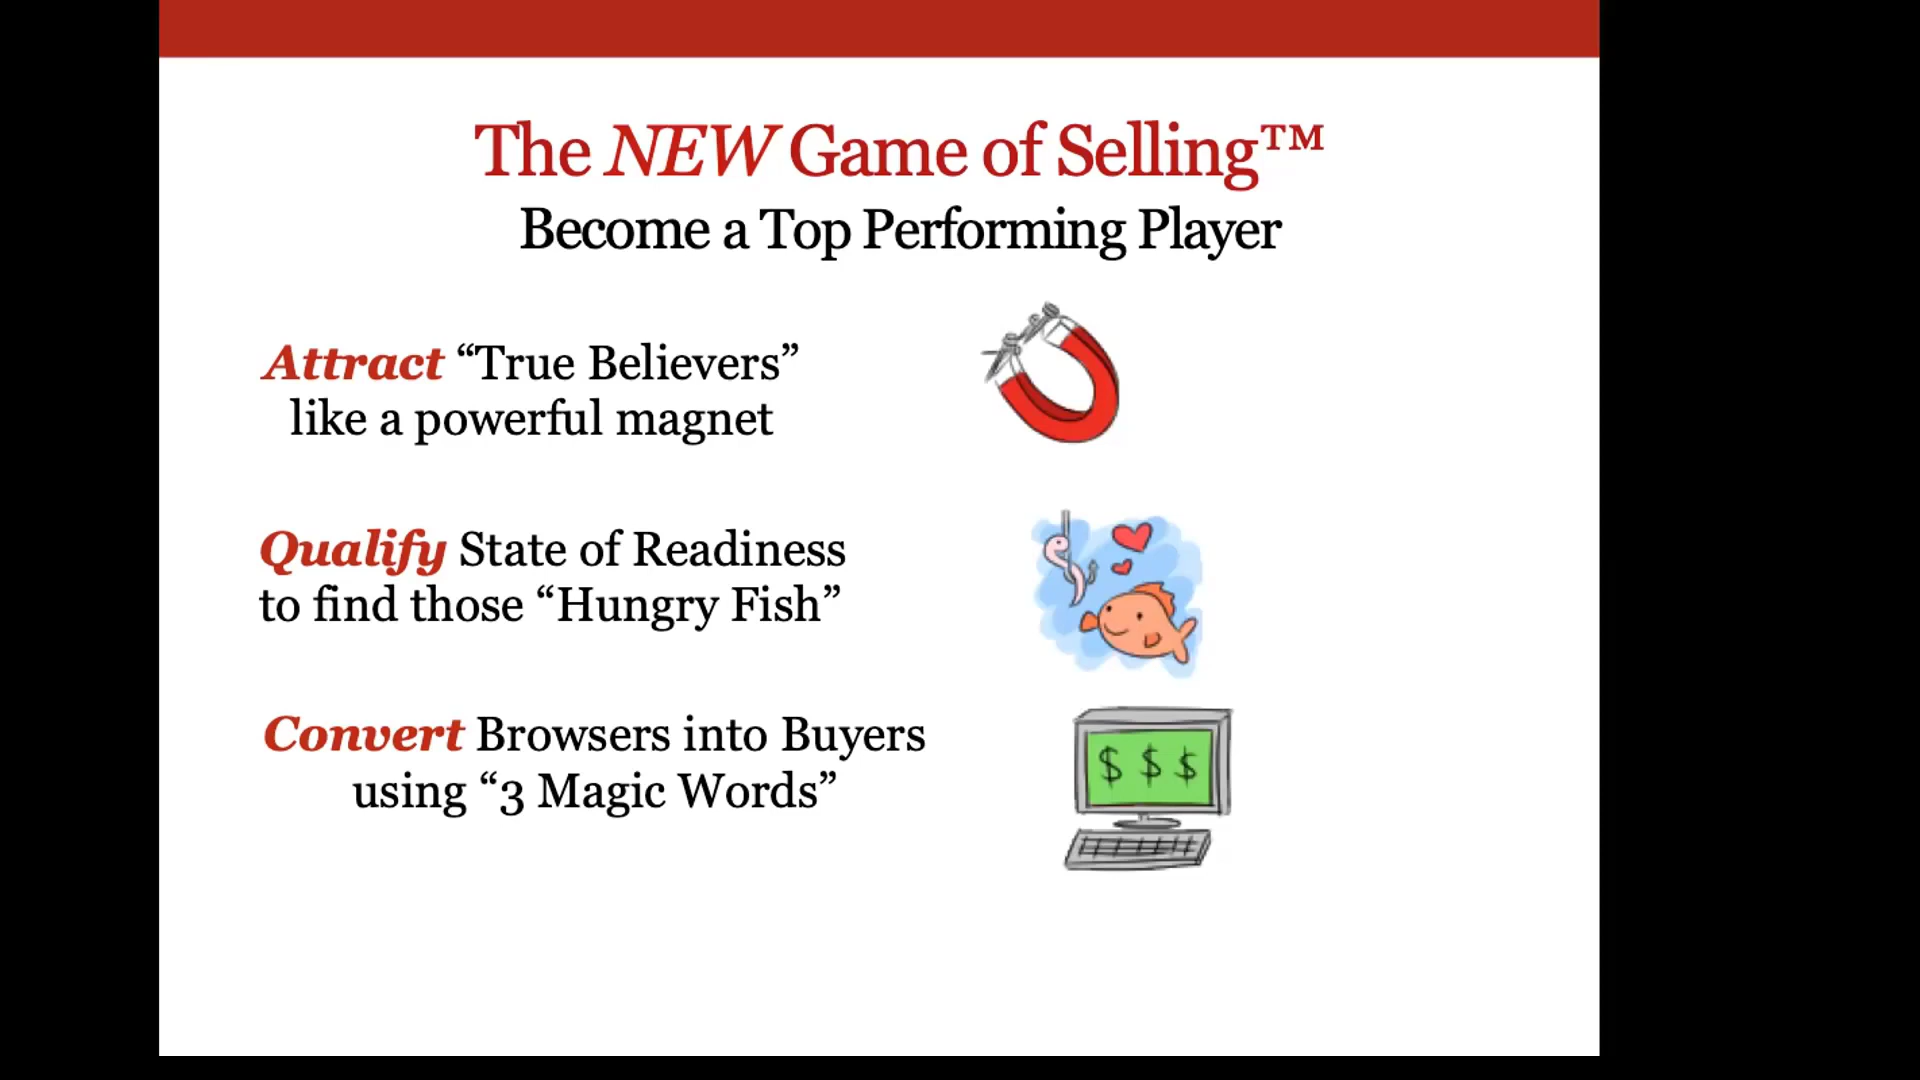 The NEW Game of Selling™
Become a Top Performing Player
Attract “True Believers”
like a powerful magnet
Qualify State of Readiness
to find those “Hungry Fish”
Convert Browsers into Buyers
using “3 Magic Words”
$ $ $